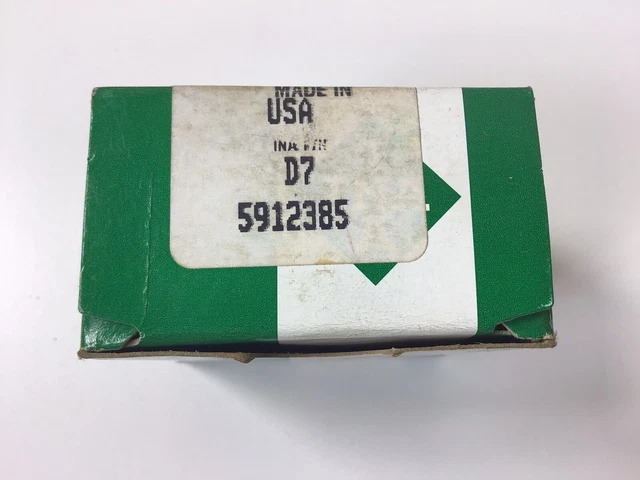 MADE IN
USA
INA P/N
D7
5912385